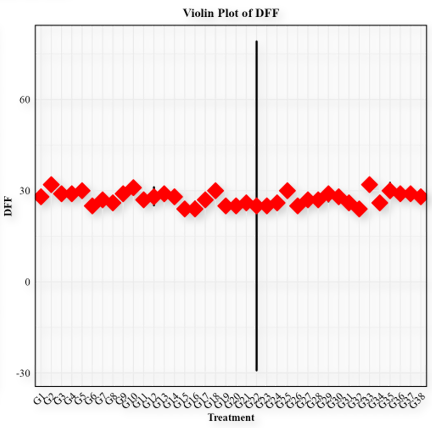 Violin Plot of DFF
60
30
0
-30
DFF
G1 G2 G3 G4 G5 G6 G7 G8 G9 G10 G11 G12 G13 G14 G15 G16 G17 G18 G19 G20 G21 G22 G23 G24 G25 G26 G27 G28 G29 G30 G31 G32 G33 G34 G35 G36 G37 G38
Treatment